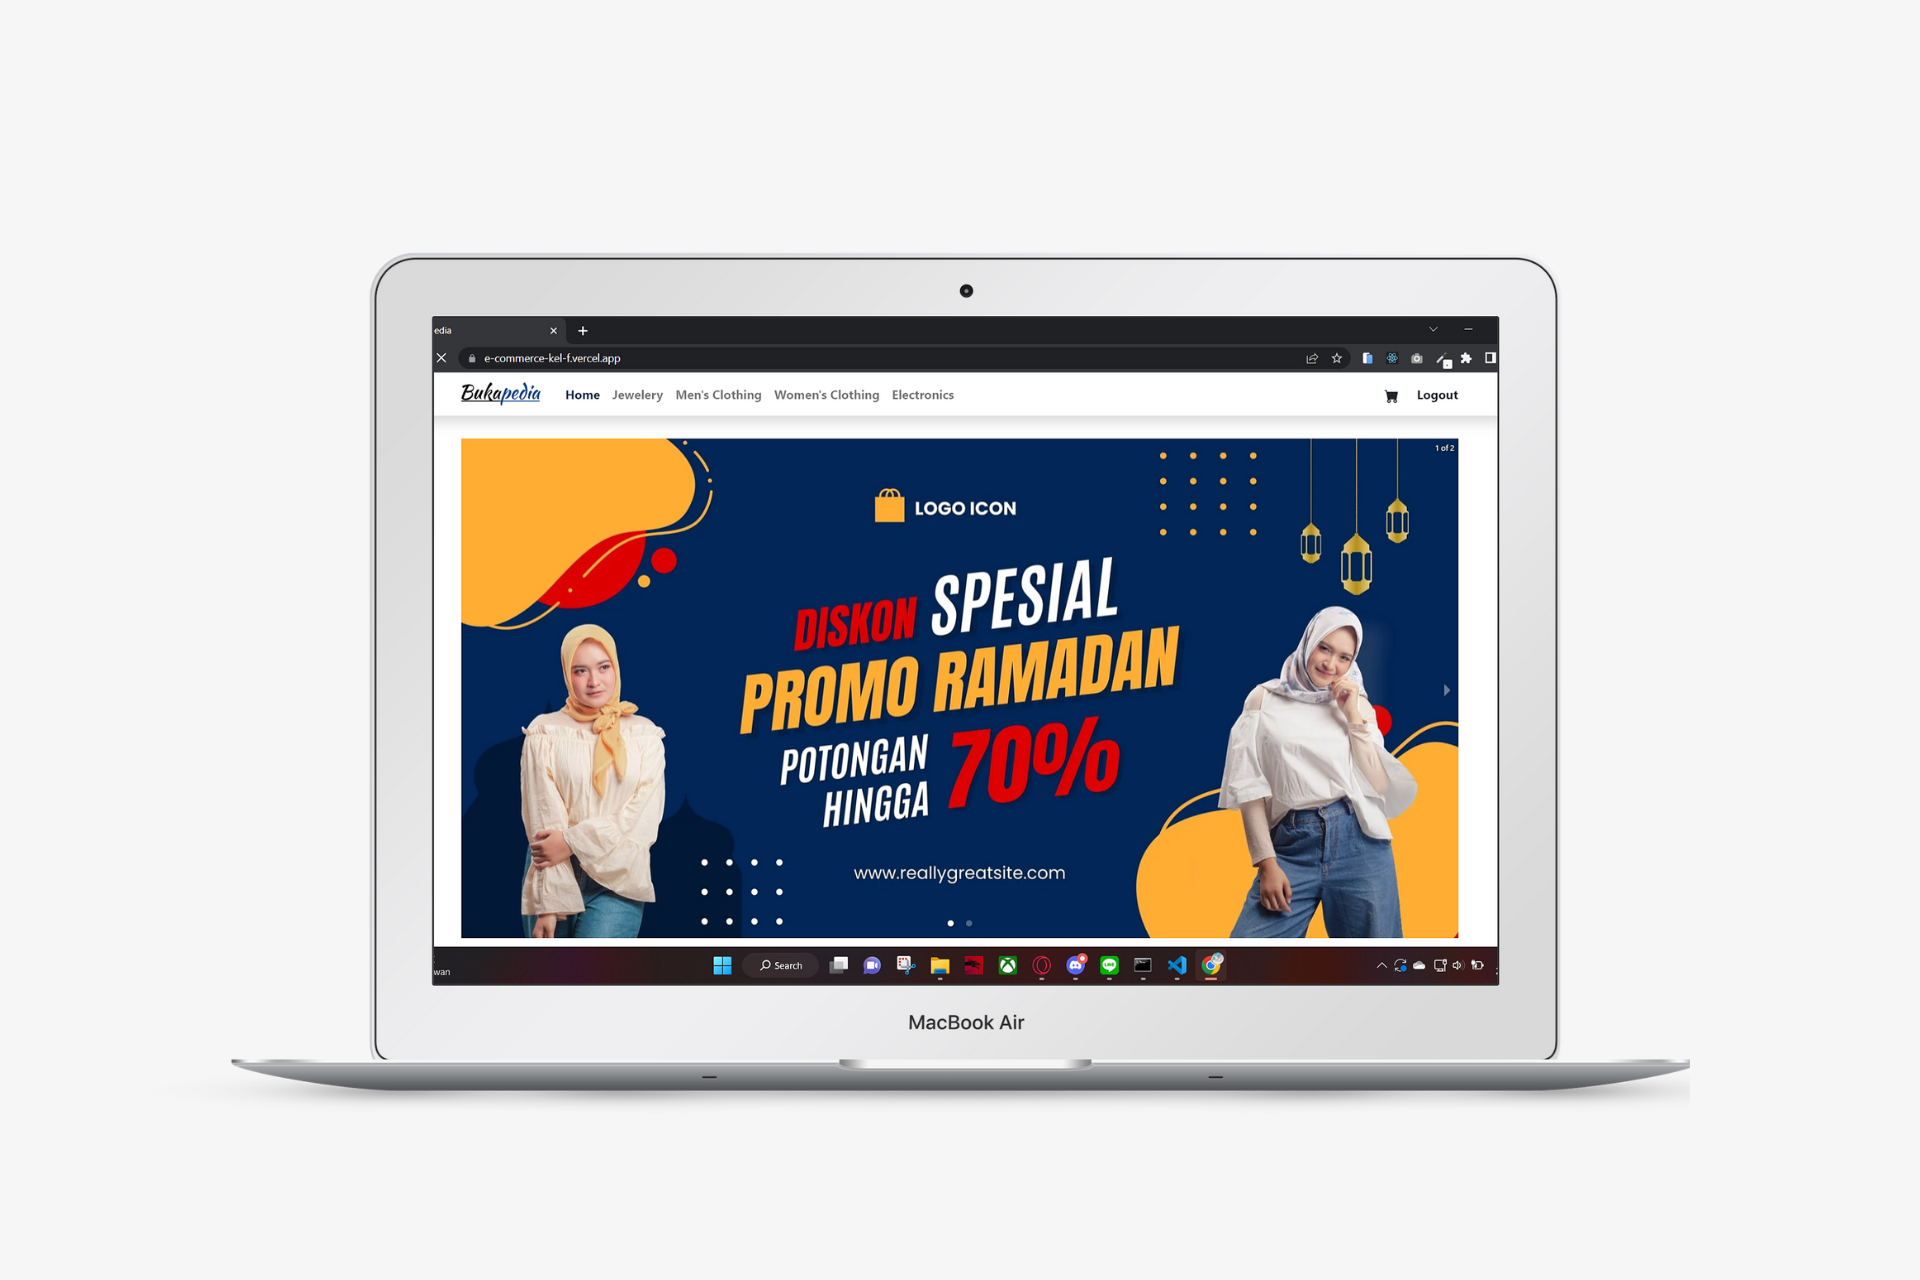 edia
e-commerce-kel-f.vercel.app
Bukapedia Home Jewelery Men's Clothing Women's Clothing Electronics Logout
1 of 2
LOGO ICON
DISKON SPESIAL
PROMO RAMADAN
POTONGAN
HINGGA 70%
www.reallygreatsite.com
wan
Search
MacBook Air